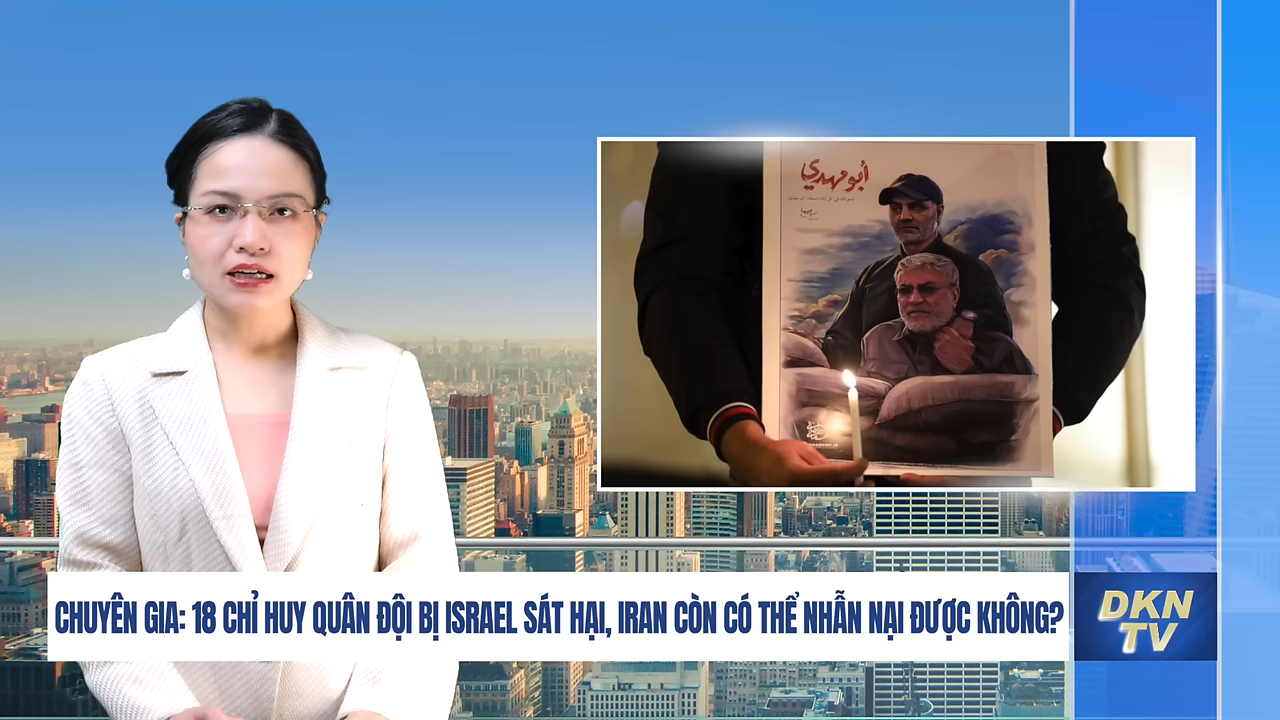 أبو مهدي
CHUYÊN GIA: 18 CHỈ HUY QUÂN ĐỘI BỊ ISRAEL SÁT HẠI, IRAN CÒN CÓ THỂ NHẪN NẠI ĐƯỢC KHÔNG?
DKN
TV